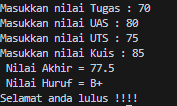 Masukkan nilai Tugas : 70
Masukkan nilai UAS : 80
Masukkan nilai UTS : 75
Masukkan nilai Kuis : 85
Nilai Akhir = 77.5
Nilai Huruf = B+
Selamat anda lulus !!!!